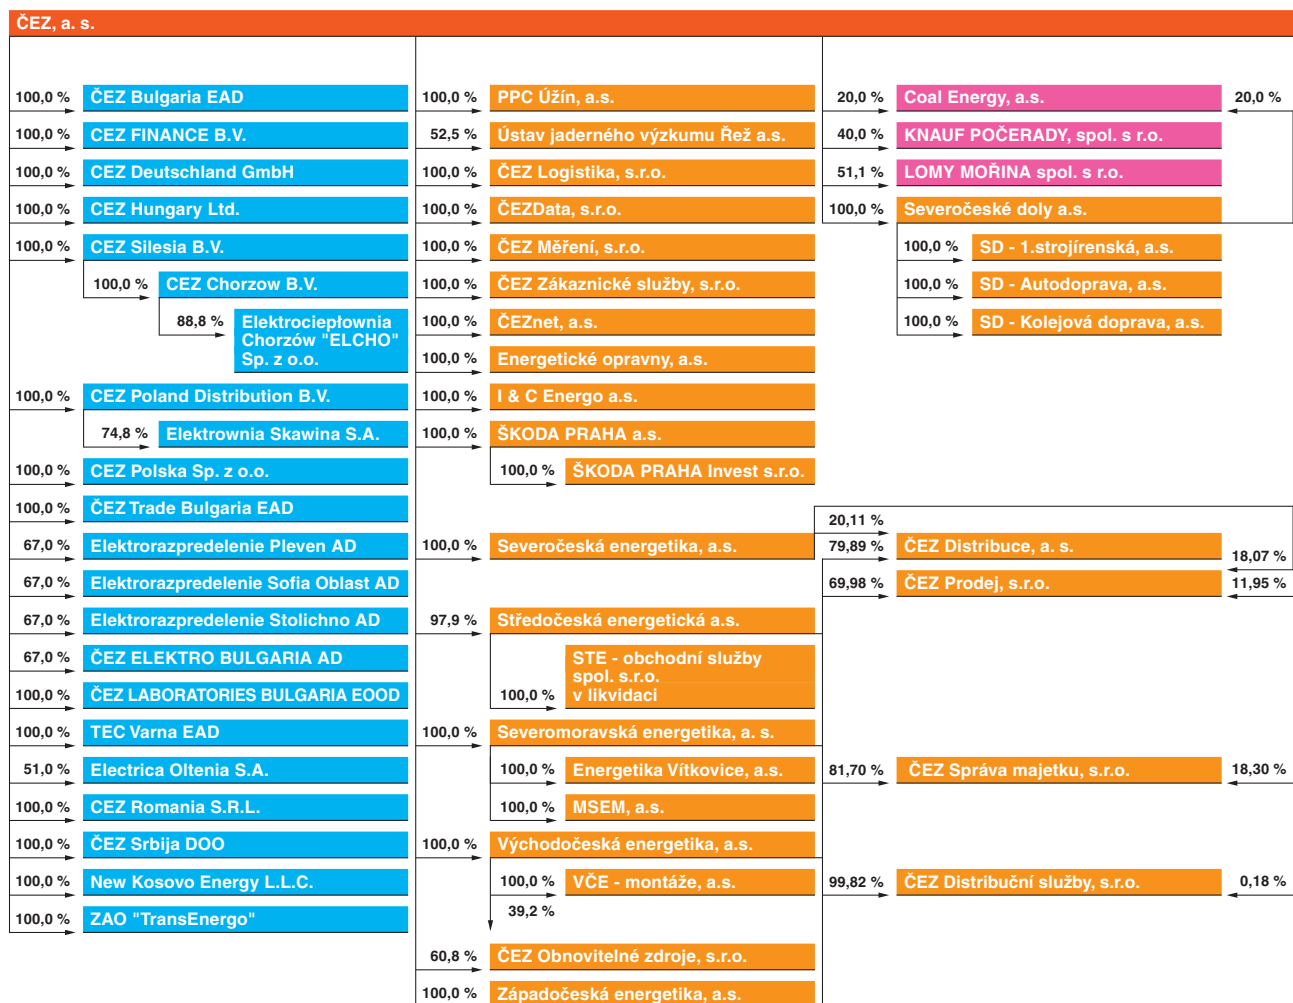 ČEZ, a. s.
100,0 % ČEZ Bulgaria EAD
100,0 % CEZ FINANCE B.V.
100,0 % CEZ Deutschland GmbH
100,0 % CEZ Hungary Ltd.
100,0 % CEZ Silesia B.V.
100,0 % CEZ Chorzow B.V.
88,8 % Elektrociepłownia
Chorzów "ELCHO"
Sp. z o.o.
100,0 % CEZ Poland Distribution B.V.
74,8 % Elektrownia Skawina S.A.
100,0 % CEZ Polska Sp. z o.o.
100,0 % ČEZ Trade Bulgaria EAD
67,0 % Elektrorazpredelenie Pleven AD
67,0 % Elektrorazpredelenie Sofia Oblast AD
67,0 % Elektrorazpredelenie Stolichno AD
67,0 % ČEZ ELEKTRO BULGARIA AD
100,0 % ČEZ LABORATORIES BULGARIA EOOD
100,0 % TEC Varna EAD
51,0 % Electrica Oltenia S.A.
100,0 % CEZ Romania S.R.L.
100,0 % ČEZ Srbija DOO
100,0 % New Kosovo Energy L.L.C.
100,0 % ZAO "TransEnergo"
100,0 % PPC Úžín, a.s.
52,5 % Ústav jaderného výzkumu Řež a.s.
100,0 % ČEZ Logistika, s.r.o.
100,0 % ČEZData, s.r.o.
100,0 % ČEZ Měření, s.r.o.
100,0 % ČEZ Zákaznické služby, s.r.o.
100,0 % ČEZnet, a.s.
100,0 % Energetické opravny, a.s.
100,0 % I & C Energo a.s.
100,0 % ŠKODA PRAHA a.s.
100,0 % ŠKODA PRAHA Invest s.r.o.
100,0 % Severočeská energetika, a.s.
97,9 % Středočeská energetická a.s.
STE - obchodní služby
spol. s.r.o.
100,0 % v likvidaci
100,0 % Severomoravská energetika, a. s.
100,0 % Energetika Vítkovice, a.s.
100,0 % MSEM, a.s.
100,0 % Východočeská energetika, a.s.
100,0 % VČE - montáže, a.s.
39,2 %
60,8 % ČEZ Obnovitelné zdroje, s.r.o.
100,0 % Západočeská energetika, a.s.
20,0 % Coal Energy, a.s. 20,0 %
40,0 % KNAUF POČERADY, spol. s r.o.
51,1 % LOMY MOŘINA spol. s r.o.
100,0 % Severočeské doly a.s.
100,0 % SD - 1.strojírenská, a.s.
100,0 % SD - Autodoprava, a.s.
100,0 % SD - Kolejová doprava, a.s.
20,11 %
79,89 % ČEZ Distribuce, a. s. 18,07 %
69,98 % ČEZ Prodej, s.r.o. 11,95 %
81,70 % ČEZ Správa majetku, s.r.o. 18,30 %
99,82 % ČEZ Distribuční služby, s.r.o. 0,18 %